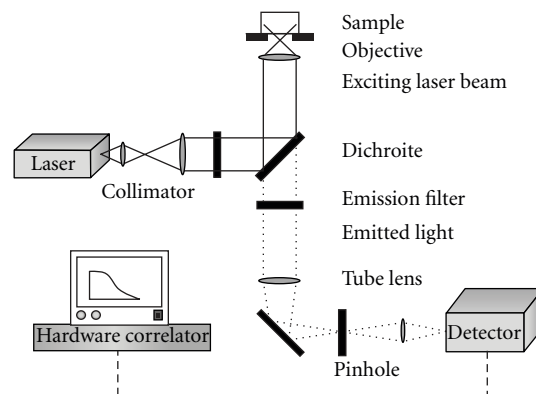 Sample
Objective
Exciting laser beam
Laser
Collimator
Dichroite
Emission filter
Emitted light
Tube lens
Hardware correlator
Detector
Pinhole